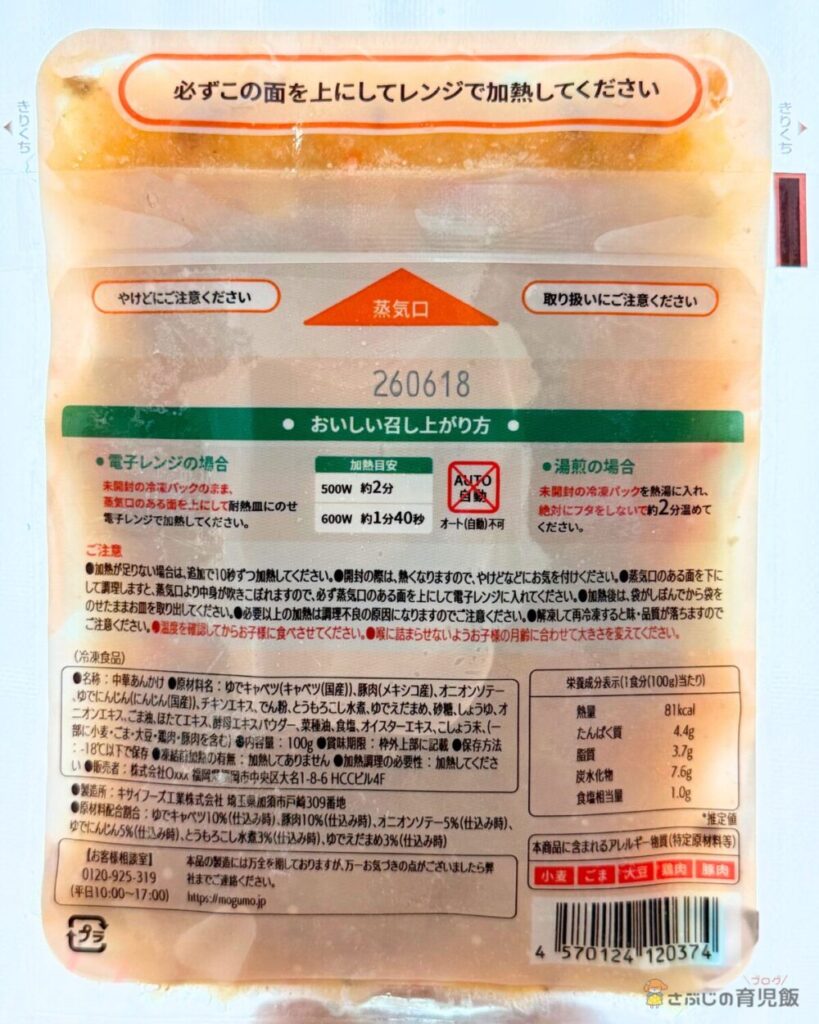 必ずこの面を上にしてレンジで加熱してください
きりくち
きりくち
やけどにご注意ください
蒸気口
取り扱いにご注意ください
260618
● おいしい召し上がり方 ●
●電子レンジの場合
未開封の冷凍パックのまま、
蒸気口のある面を上にして耐熱皿にのせ
電子レンジで加熱してください。
加熱目安
500W 約2分
600W 約1分40秒
AUTO
自動
オート(自動)不可
●湯煎の場合
未開封の冷凍パックを熱湯に入れ、
絶対にフタをしないで約2分温めて
ください。
ご注意
●加熱が足りない場合は、追加で10秒ずつ加熱してください。●開封の際は、熱くなりますので、やけどなどにお気を付けください。●蒸気口のある面を下に
して調理しますと、蒸気口より中身が吹きこぼれますので、必ず蒸気口のある面を上にして電子レンジに入れてください。●加熱後は、袋がしぼんでから袋を
のせたままお皿を取り出してください。●必要以上の加熱は調理不良の原因になりますのでご注意ください。●解凍して再冷凍すると味・品質が落ちますので
ご注意ください。●温度を確認してからお子様に食べさせてください。●喉に詰まらせないようお子様の月齢に合わせて大きさを変えてください。
(冷凍食品)
●名称：中華あんかけ ●原材料名：ゆでキャベツ(キャベツ(国産))、豚肉(メキシコ産)、オニオンソテー、
ゆでにんじん(にんじん(国産))、チキンエキス、でん粉、とうもろこし水煮、ゆでえだまめ、砂糖、しょうゆ、オ
ニオンエキス、ごま油、ほたてエキス、酵母エキスパウダー、菜種油、食塩、オイスターエキス、こしょう末、(一
部に小麦・ごま・大豆・鶏肉・豚肉を含む) ●内容量：100g ●賞味期限：枠外上部に記載 ●保存方法
：-18℃以下で保存 ●凍結前加熱の有無：加熱してありません ●加熱調理の必要性：加熱してくださ
い ●販売者：株式会社Oxxx 福岡県福岡市中央区大名1-8-6 HCCビル4F
●製造所：キサイフーズ工業株式会社 埼玉県加須市戸崎309番地
●原材料配合割合：ゆでキャベツ10%(仕込み時)、豚肉10%(仕込み時)、オニオンソテー5%(仕込み時)、
ゆでにんじん5%(仕込み時)、とうもろこし水煮3%(仕込み時)、ゆでえだまめ3%(仕込み時)
栄養成分表示(1食分(100g)当たり)
熱量 81kcal
たんぱく質 4.4g
脂質 3.7g
炭水化物 7.6g
食塩相当量 1.0g
*推定値
【お客様相談室】
0120-925-319
(平日10:00〜17:00)
本品の製造には万全を期しておりますが、万一お気づきの点がございましたら弊
社までご連絡ください。
https://mogumo.jp
本商品に含まれるアレルギー物質(特定原材料等)
小麦 ごま 大豆 鶏肉 豚肉
プラ
4 570124 120374
ブログ
さぶじの育児飯